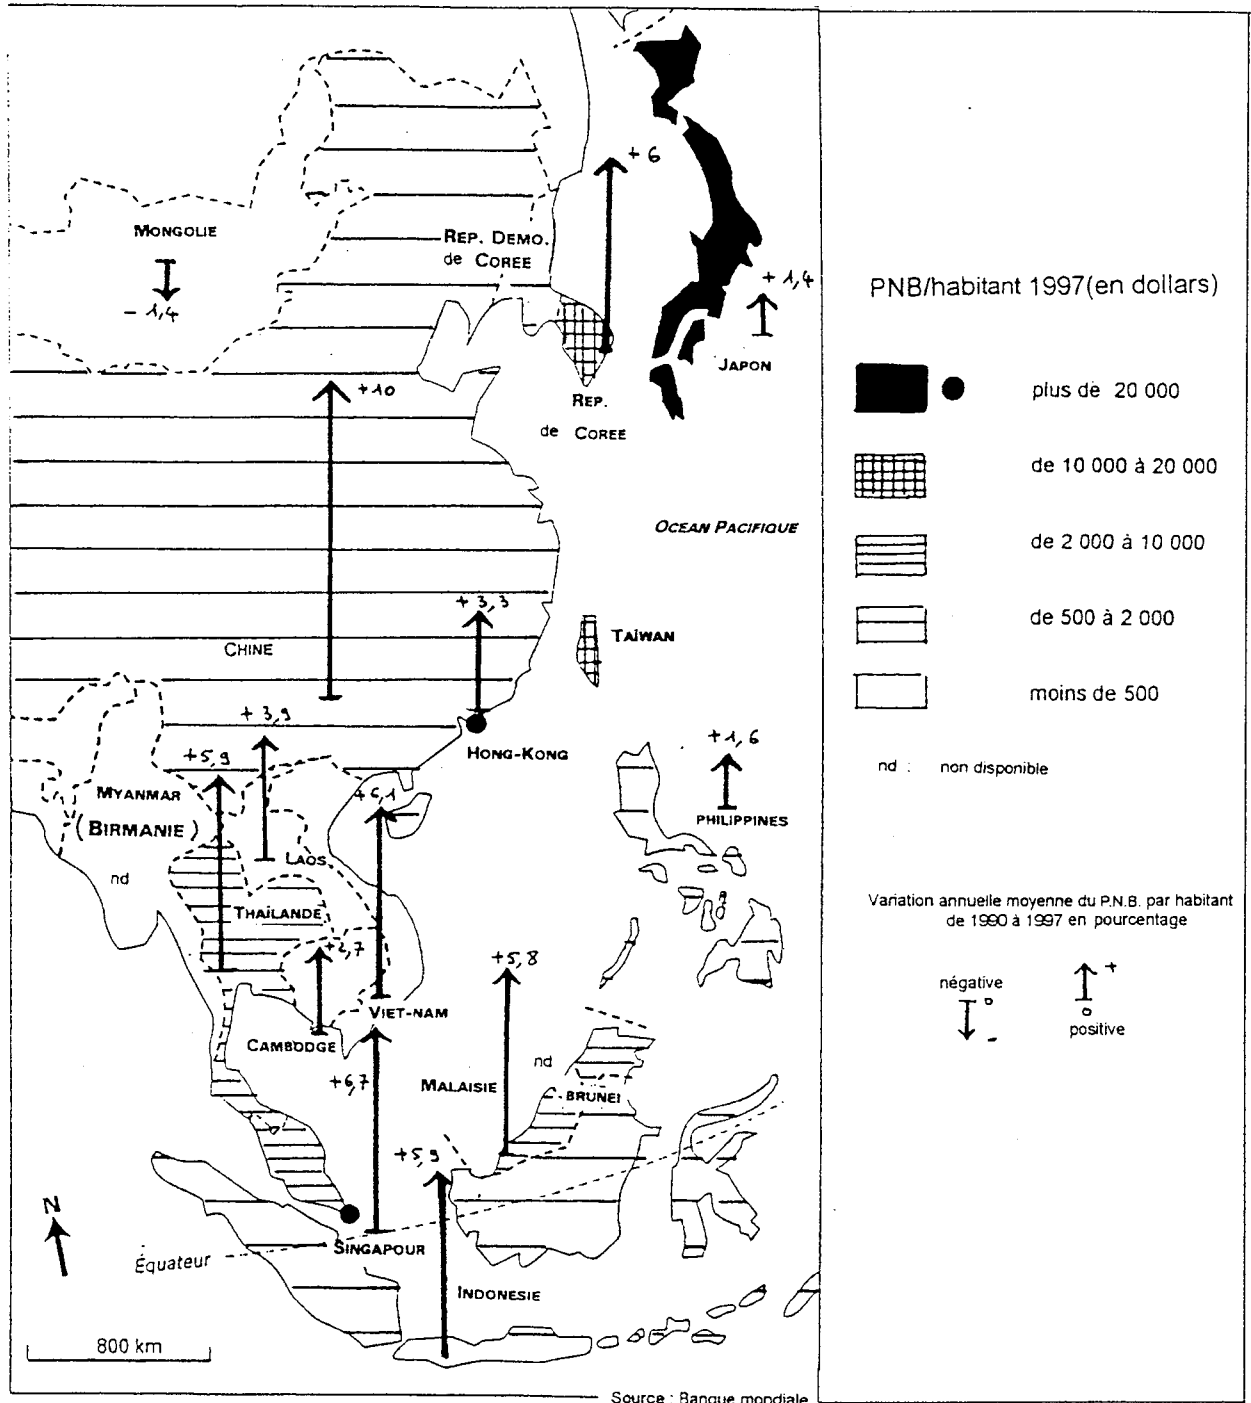 + 6
MONGOLIE
REP. DEMO.
de COREE
+ 1,4
- 1,4
JAPON
+10
REP.
de COREE
OCEAN PACIFIQUE
+ 3,3
TAÏWAN
CHINE
+ 3,9
HONG-KONG
+ 1,6
+5,9
MYANMAR
(BIRMANIE)
+6,1
PHILIPPINES
LAOS
nd
THAÏLANDE
+2,7
+5,8
VIET-NAM
CAMBODGE
nd
+6,7
MALAISIE
BRUNEI
+5,9
N
SINGAPOUR
Équateur
INDONESIE
800 km
Source : Banque mondiale
PNB/habitant 1997(en dollars)
plus de 20 000
de 10 000 à 20 000
de 2 000 à 10 000
de 500 à 2 000
moins de 500
nd : non disponible
Variation annuelle moyenne du P.N.B. par habitant
de 1990 à 1997 en pourcentage
négative
0
-
+
0
positive